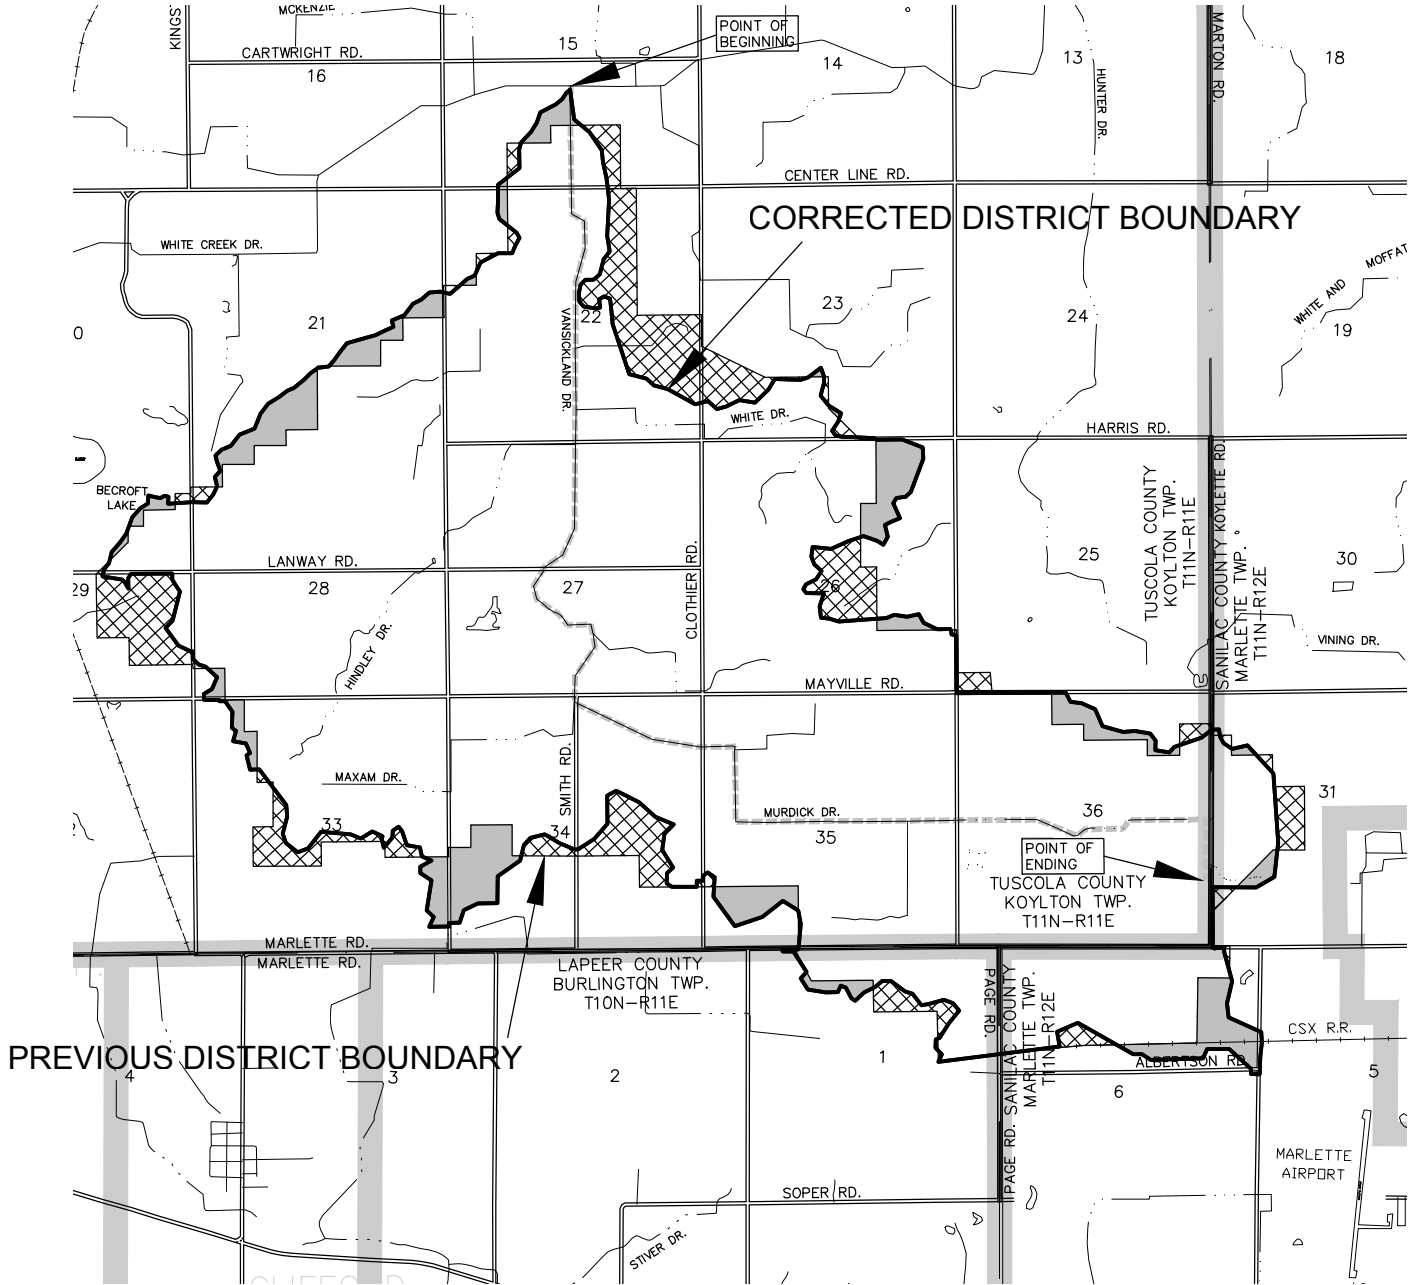 MCKENZIE
KINGS
CARTWRIGHT RD.
15
16
POINT OF
BEGINNING
14
13
18
MARTON RD.
HUNTER DR.
CENTER LINE RD.
CORRECTED DISTRICT BOUNDARY
WHITE CREEK DR.
21
22
VANSICKLAND DR.
23
24
WHITE AND
MOFFAT
19
0
WHITE DR.
HARRIS RD.
BECROFT
LAKE
LANWAY RD.
29
28
27
CLOTHIER RD.
26
25
30
TUSCOLA COUNTY
KOYLTON TWP.
T11N-R11E
SANILAC COUNTY
KOYLETTE RD.
MARLETTE TWP.
T11N-R12E
VINING DR.
HINDLEY DR.
MAYVILLE RD.
MAXAM DR.
SMITH RD.
33
34
MURDICK DR.
35
36
31
POINT OF
ENDING
TUSCOLA COUNTY
KOYLTON TWP.
T11N-R11E
MARLETTE RD.
MARLETTE RD.
LAPEER COUNTY
BURLINGTON TWP.
T10N-R11E
PAGE RD.
SANILAC COUNTY
MARLETTE TWP.
T11N-R12E
PAGE RD.
PREVIOUS DISTRICT BOUNDARY
CSX R.R.
ALBERTSON RD.
4
3
2
1
6
5
MARLETTE
AIRPORT
SOPER RD.
STIVER DR.
CLIFFORD